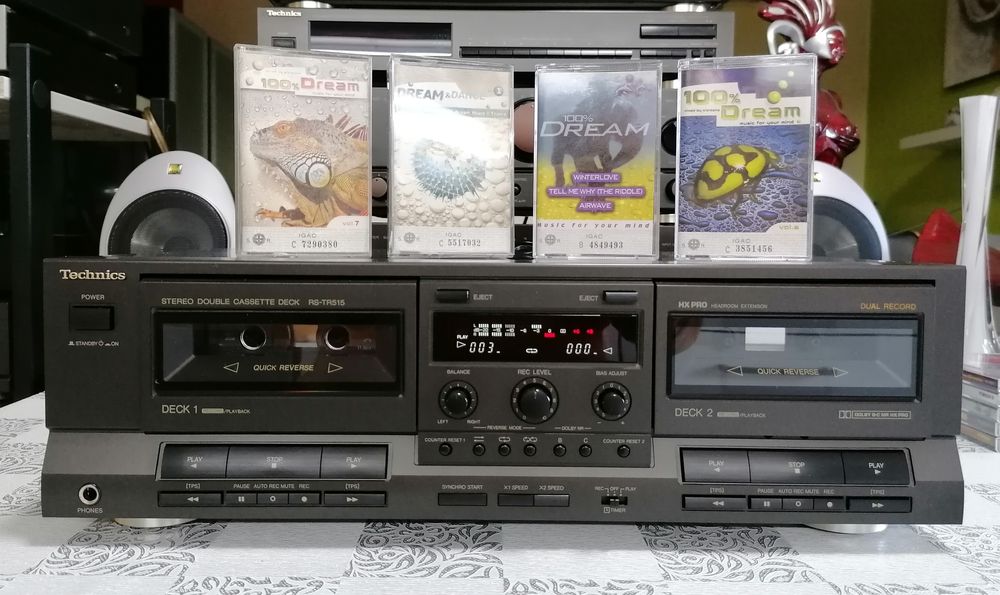 Technics
100% Dream
music for your mind
vol.7
IGAC
C 7290380
DREAM & DANCE
1
IGAC
C 5517032
100%
DREAM
WINTERLOVE
TELL ME WHY (THE RIDDLE)
AIRWAVE
Music for your mind
IGAC
B 4849493
100%
Dream
music for your mind
vol.6
IGAC
C 3851456
Technics
POWER
STANDBY ON
STEREO DOUBLE CASSETTE DECK RS-TR515
QUICK REVERSE
DECK 1 /PLAYBACK
EJECT
EJECT
PLAY
003
000
BALANCE
REC LEVEL
BIAS ADJUST
LEFT
RIGHT
- +
REVERSE MODE
DOLBY NR
COUNTER RESET 1
B
C
COUNTER RESET 2
HX PRO HEADROOM EXTENSION
DUAL RECORD
QUICK REVERSE
DECK 2 /PLAYBACK
DOLBY B·C NR HX PRO
PLAY
STOP
PLAY
[TPS]
PAUSE
AUTO REC MUTE
REC
[TPS]
PHONES
SYNCHRO START
X1 SPEED
X2 SPEED
REC OFF PLAY
TIMER
PLAY
STOP
PLAY
[TPS]
PAUSE
AUTO REC MUTE
REC
[TPS]